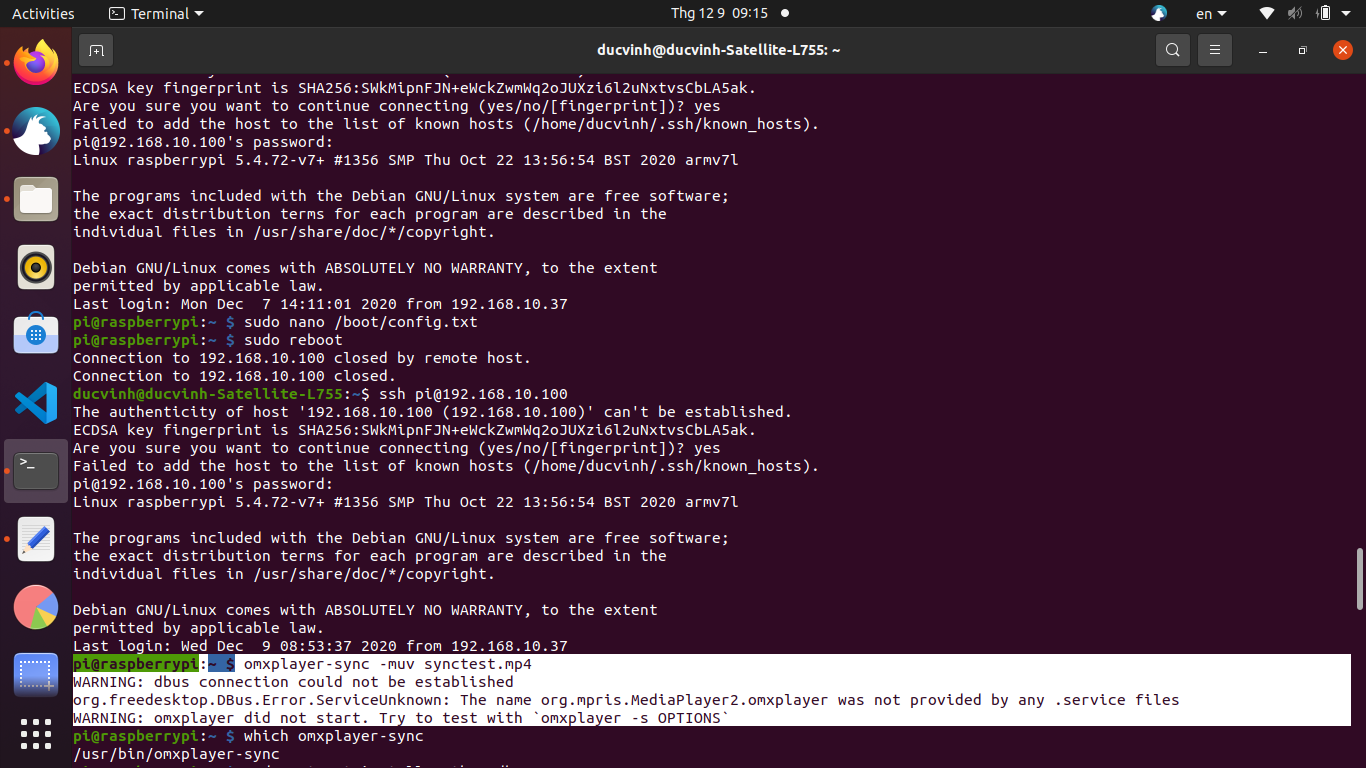 Activities
Terminal
Thg 12 9 09:15
en
ducvinh@ducvinh-Satellite-L755: ~
ECDSA key fingerprint is SHA256:SWkMipnFJN+eWckZwmWq2oJUXzi6l2uNxtvsCbLA5ak.
Are you sure you want to continue connecting (yes/no/[fingerprint])? yes
Failed to add the host to the list of known hosts (/home/ducvinh/.ssh/known_hosts).
pi@192.168.10.100's password:
Linux raspberrypi 5.4.72-v7+ #1356 SMP Thu Oct 22 13:56:54 BST 2020 armv7l
The programs included with the Debian GNU/Linux system are free software;
the exact distribution terms for each program are described in the
individual files in /usr/share/doc/*/copyright.
Debian GNU/Linux comes with ABSOLUTELY NO WARRANTY, to the extent
permitted by applicable law.
Last login: Mon Dec  7 14:11:01 2020 from 192.168.10.37
pi@raspberrypi:~ $ sudo nano /boot/config.txt
pi@raspberrypi:~ $ sudo reboot
Connection to 192.168.10.100 closed by remote host.
Connection to 192.168.10.100 closed.
ducvinh@ducvinh-Satellite-L755:~$ ssh pi@192.168.10.100
The authenticity of host '192.168.10.100 (192.168.10.100)' can't be established.
ECDSA key fingerprint is SHA256:SWkMipnFJN+eWckZwmWq2oJUXzi6l2uNxtvsCbLA5ak.
Are you sure you want to continue connecting (yes/no/[fingerprint])? yes
Failed to add the host to the list of known hosts (/home/ducvinh/.ssh/known_hosts).
pi@192.168.10.100's password:
Linux raspberrypi 5.4.72-v7+ #1356 SMP Thu Oct 22 13:56:54 BST 2020 armv7l
The programs included with the Debian GNU/Linux system are free software;
the exact distribution terms for each program are described in the
individual files in /usr/share/doc/*/copyright.
Debian GNU/Linux comes with ABSOLUTELY NO WARRANTY, to the extent
permitted by applicable law.
Last login: Wed Dec  9 08:53:37 2020 from 192.168.10.37
pi@raspberrypi:~ $ omxplayer-sync -muv synctest.mp4
WARNING: dbus connection could not be established
org.freedesktop.DBus.Error.ServiceUnknown: The name org.mpris.MediaPlayer2.omxplayer was not provided by any .service files
WARNING: omxplayer did not start. Try to test with `omxplayer -s OPTIONS`
pi@raspberrypi:~ $ which omxplayer-sync
/usr/bin/omxplayer-sync